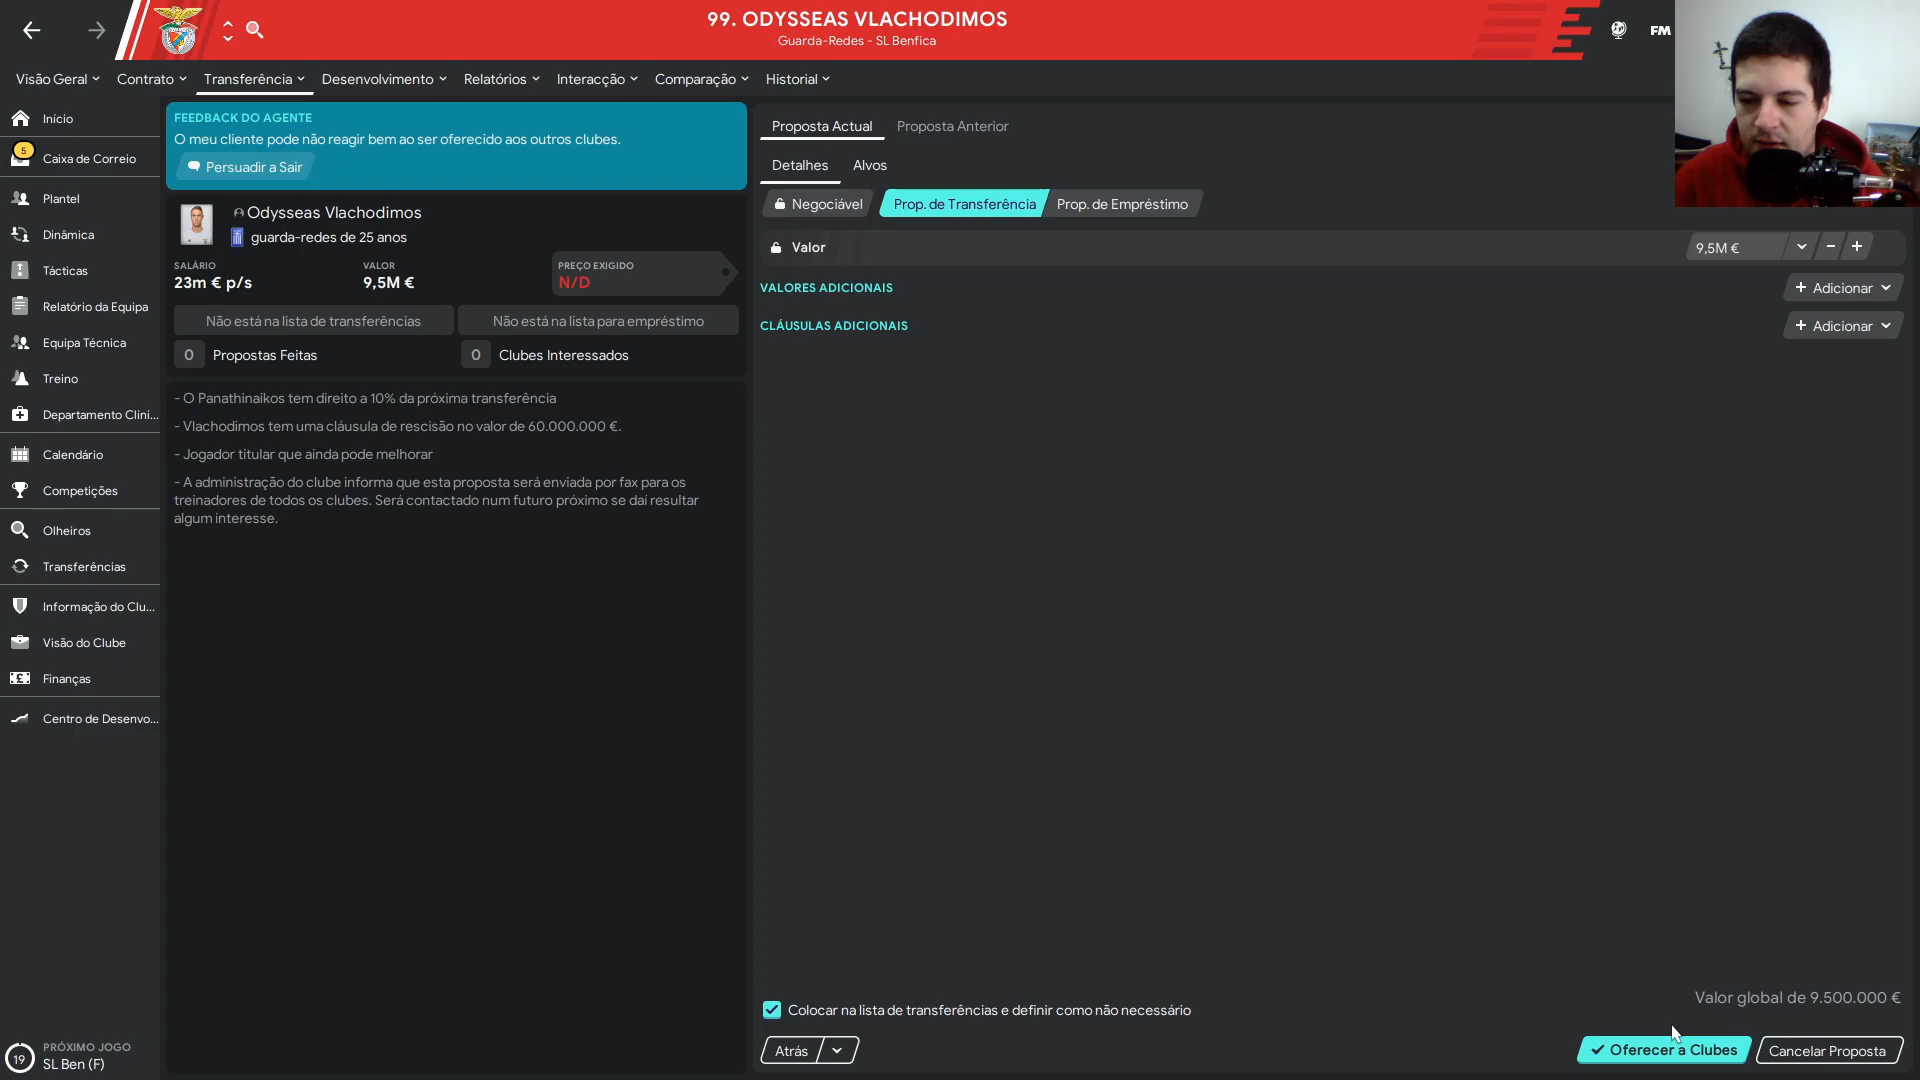 99. ODYSSEAS VLACHODIMOS
Guarda-Redes - SL Benfica
FM
Visão Geral
Contrato
Transferência
Desenvolvimento
Relatórios
Interacção
Comparação
Historial
Início
5
Caixa de Correio
Plantel
Dinâmica
Tácticas
Relatório da Equipa
Equipa Técnica
Treino
Departamento Clíni...
Calendário
Competições
Olheiros
Transferências
Informação do Clu...
Visão do Clube
Finanças
Centro de Desenvo...
19
PRÓXIMO JOGO
SL Ben (F)
FEEDBACK DO AGENTE
O meu cliente pode não reagir bem ao ser oferecido aos outros clubes.
Persuadir a Sair
Odysseas Vlachodimos
guarda-redes de 25 anos
SALÁRIO
23m € p/s
VALOR
9,5M €
PREÇO EXIGIDO
N/D
Não está na lista de transferências
Não está na lista para empréstimo
0 Propostas Feitas
0 Clubes Interessados
- O Panathinaíkos tem direito a 10% da próxima transferência
- Vlachodimos tem uma cláusula de rescisão no valor de 60.000.000 €.
- Jogador titular que ainda pode melhorar
- A administração do clube informa que esta proposta será enviada por fax para os
treinadores de todos os clubes. Será contactado num futuro próximo se daí resultar
algum interesse.
Proposta Actual
Proposta Anterior
Detalhes
Alvos
Negociável
Prop. de Transferência
Prop. de Empréstimo
Valor
9,5M €
VALORES ADICIONAIS
+ Adicionar
CLÁUSULAS ADICIONAIS
+ Adicionar
Valor global de 9.500.000 €
Colocar na lista de transferências e definir como não necessário
Atrás
Oferecer a Clubes
Cancelar Proposta